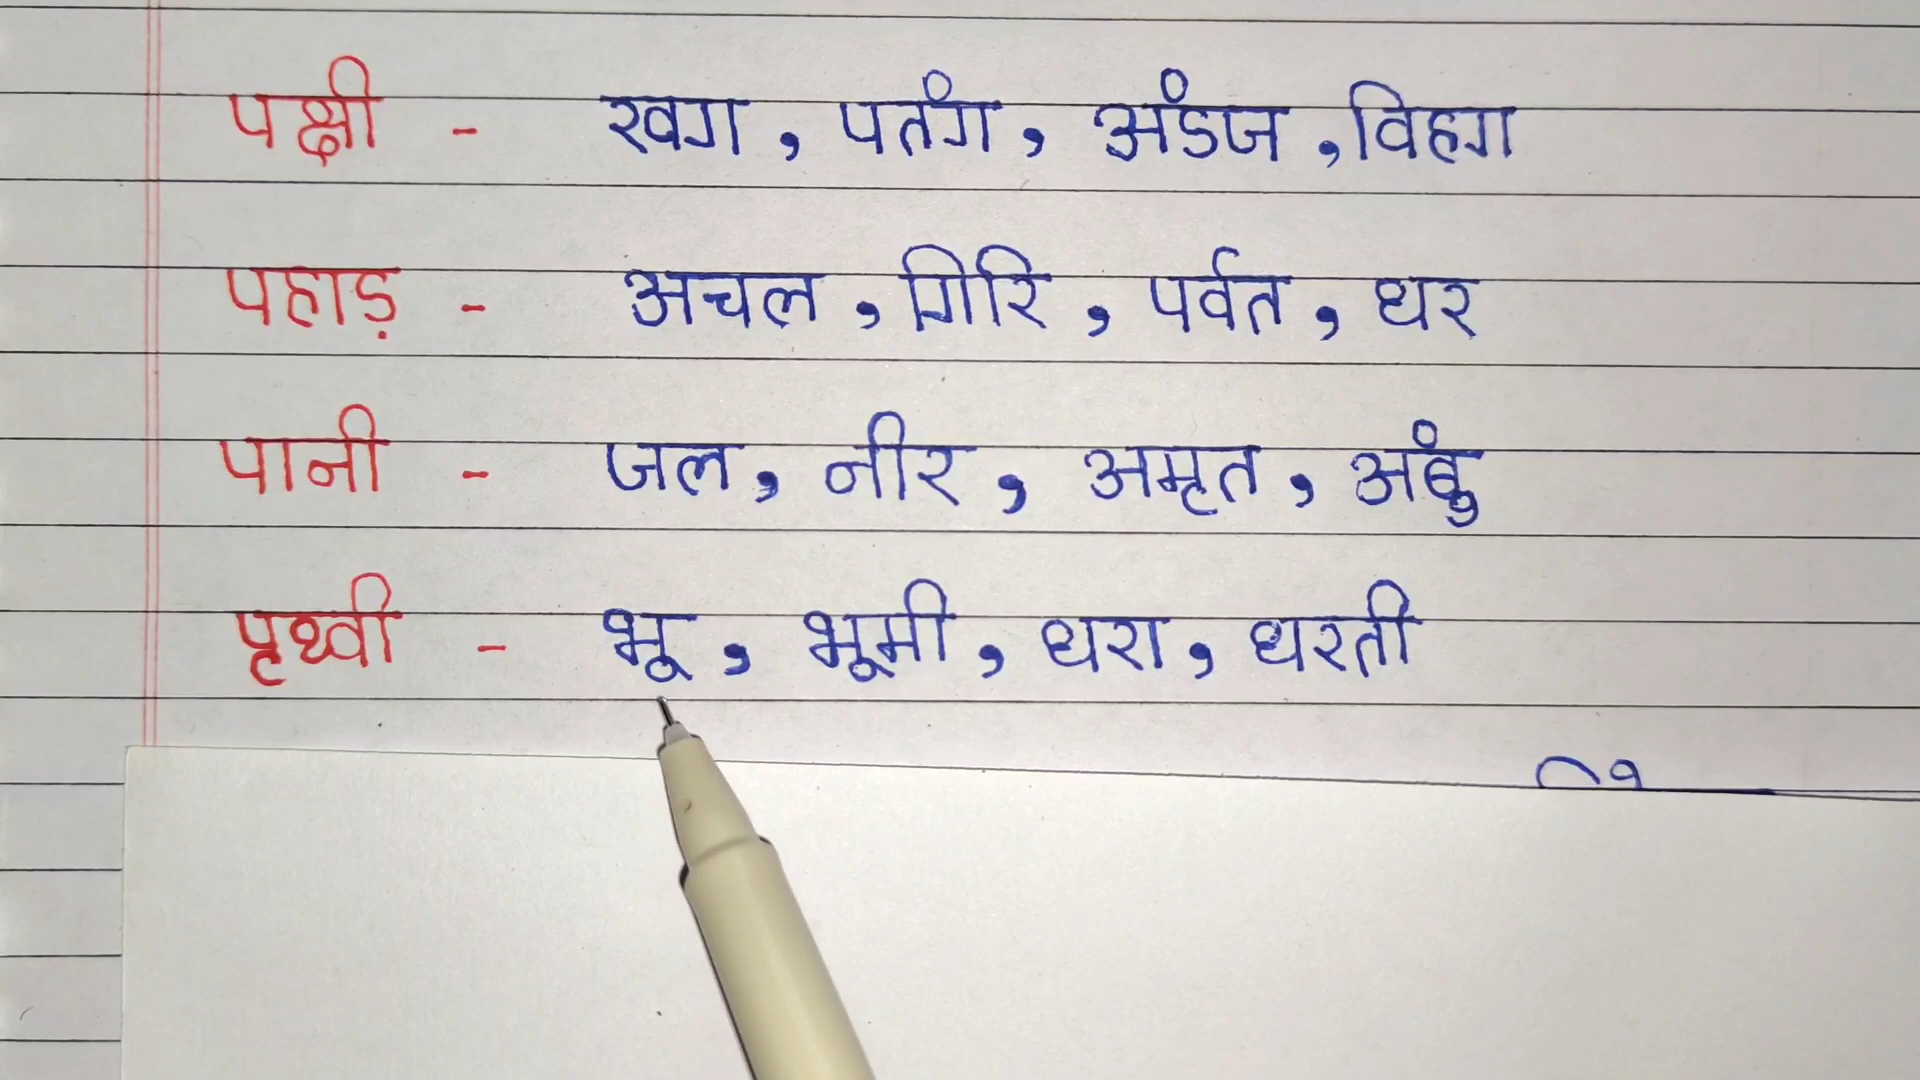 पक्षी - खग, पतंग, अंडज, विहग
पहाड़ - अचल, गिरि, पर्वत, धर
पानी - जल, नीर, अमृत, अंबु
पृथ्वी - भू, भूमी, धरा, धरती